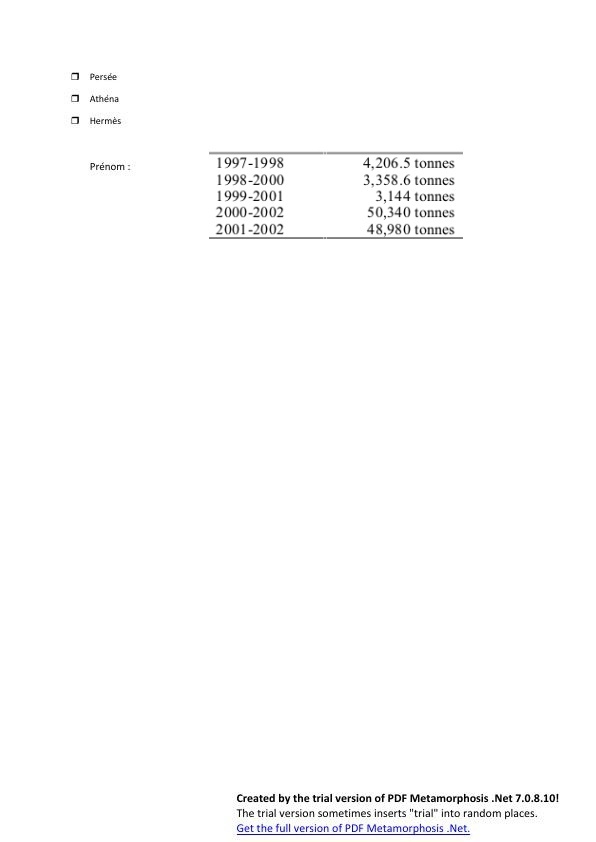 ❒ Persée
❒ Athéna
❒ Hermès
Prénom :
1997-1998 4,206.5 tonnes
1998-2000 3,358.6 tonnes
1999-2001 3,144 tonnes
2000-2002 50,340 tonnes
2001-2002 48,980 tonnes
Created by the trial version of PDF Metamorphosis .Net 7.0.8.10!
The trial version sometimes inserts "trial" into random places.
Get the full version of PDF Metamorphosis .Net.